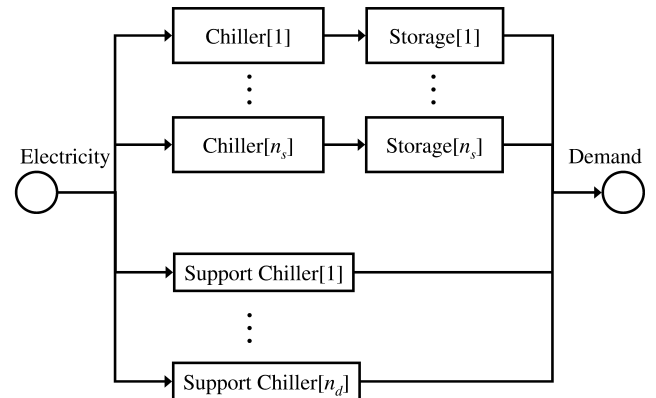 Chiller[1] Storage[1]
Chiller[n_s] Storage[n_s]
Electricity Demand
Support Chiller[1]
Support Chiller[n_d]